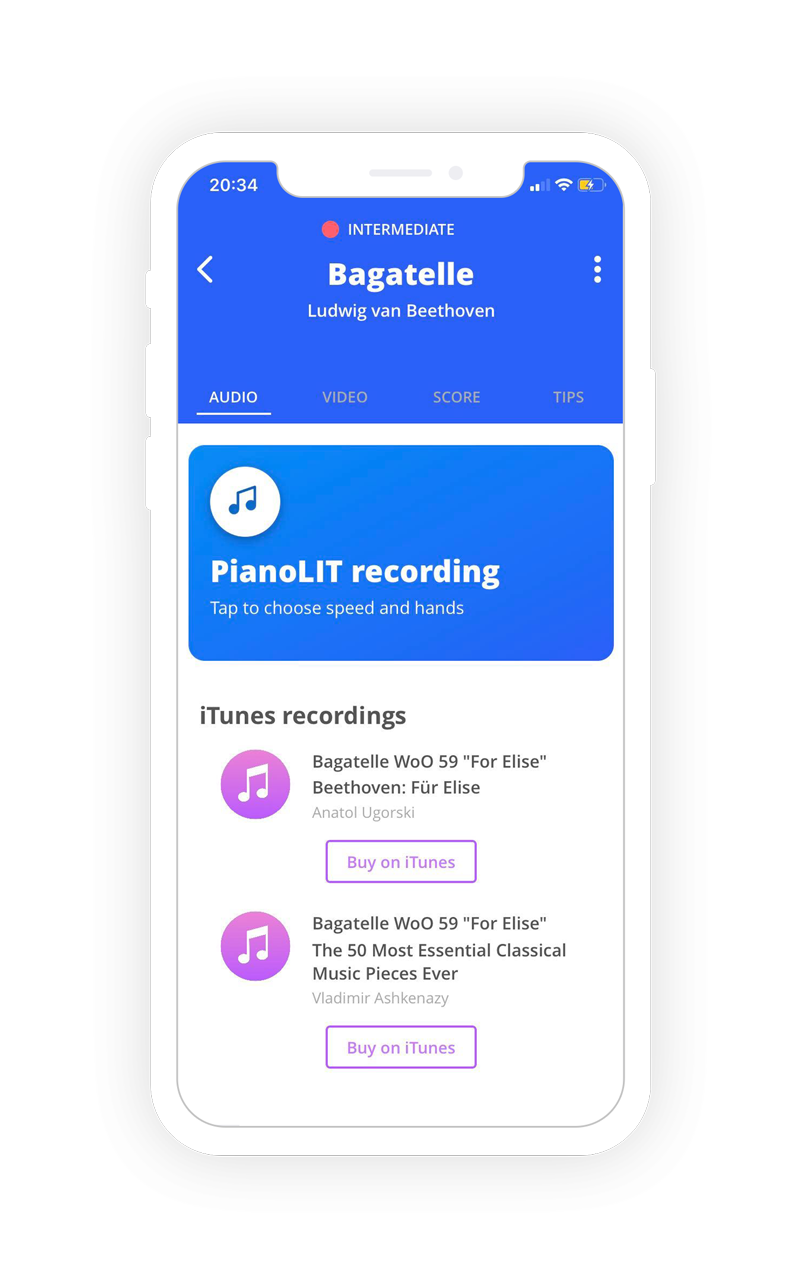 20:34
INTERMEDIATE
Bagatelle
Ludwig van Beethoven
AUDIO VIDEO SCORE TIPS
PianoLIT recording
Tap to choose speed and hands
iTunes recordings
Bagatelle WoO 59 "For Elise"
Beethoven: Für Elise
Anatol Ugorski
Buy on iTunes
Bagatelle WoO 59 "For Elise"
The 50 Most Essential Classical
Music Pieces Ever
Vladimir Ashkenazy
Buy on iTunes